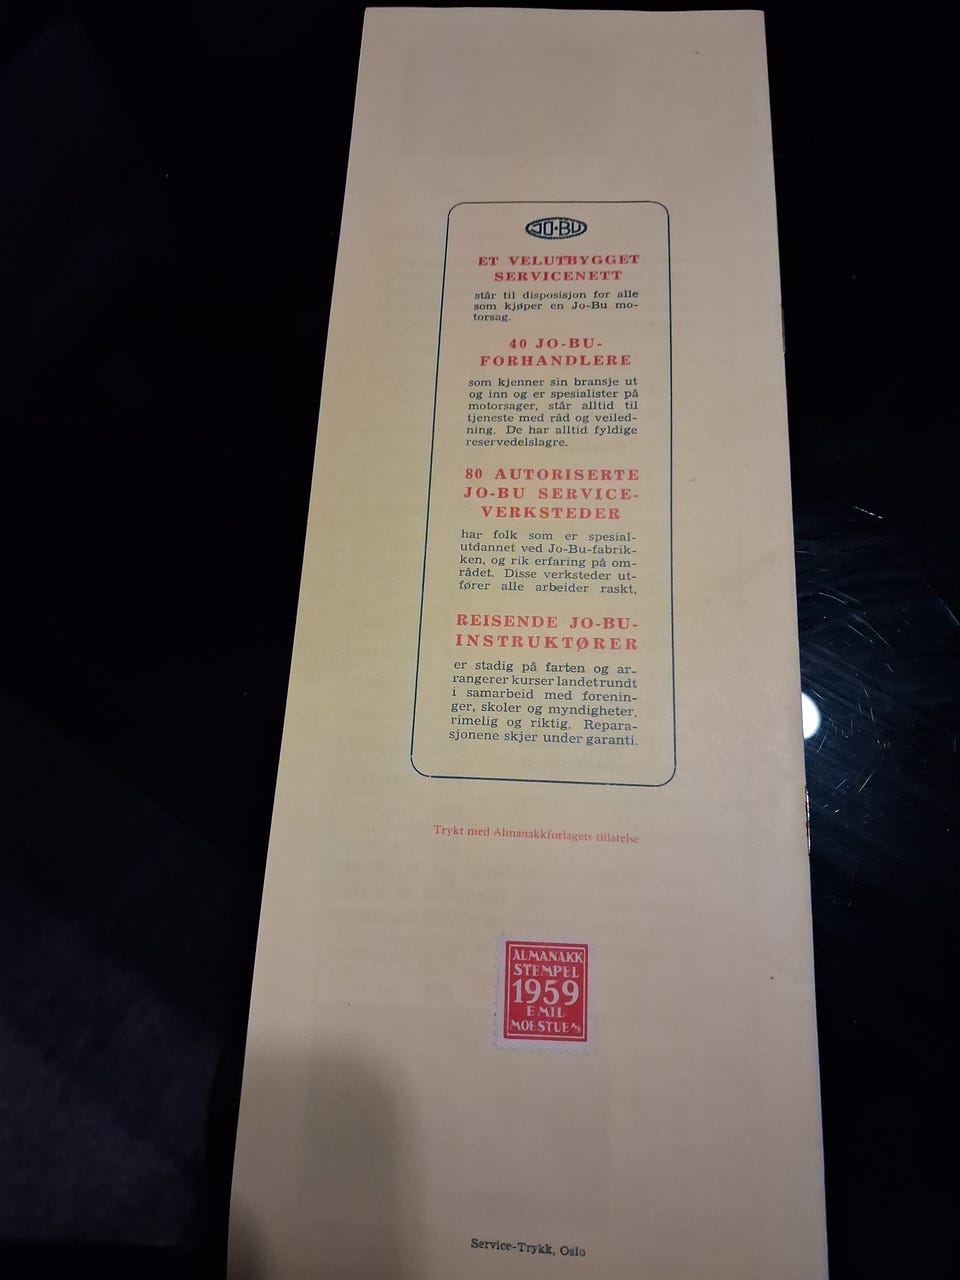 JO-BU
ET VELUTBYGGET
SERVICENETT
står til disposisjon for alle
som kjøper en Jo-Bu mo-
torsag.
40 JO-BU-
FORHANDLERE
som kjenner sin bransje ut
og inn og er spesialister på
motorsager, står alltid til
tjeneste med råd og veiled-
ning. De har alltid fyldige
reservedelslagre.
80 AUTORISERTE
JO-BU SERVICE-
VERKSTEDER
har folk som er spesial-
utdannet ved Jo-Bu-fabrik-
ken, og rik erfaring på om-
rådet. Disse verksteder ut-
fører alle arbeider raskt,
REISENDE JO-BU-
INSTRUKTØRER
er stadig på farten og ar-
rangerer kurser landet rundt
i samarbeid med forenin-
ger, skoler og myndigheter.
rimelig og riktig. Repara-
sjonene skjer under garanti.
Trykt med Almanakkforlagets tillatelse
ALMANAKK
STEMPEL
1959
EMIL
MOESTUE A/S
Service-Trykk, Oslo